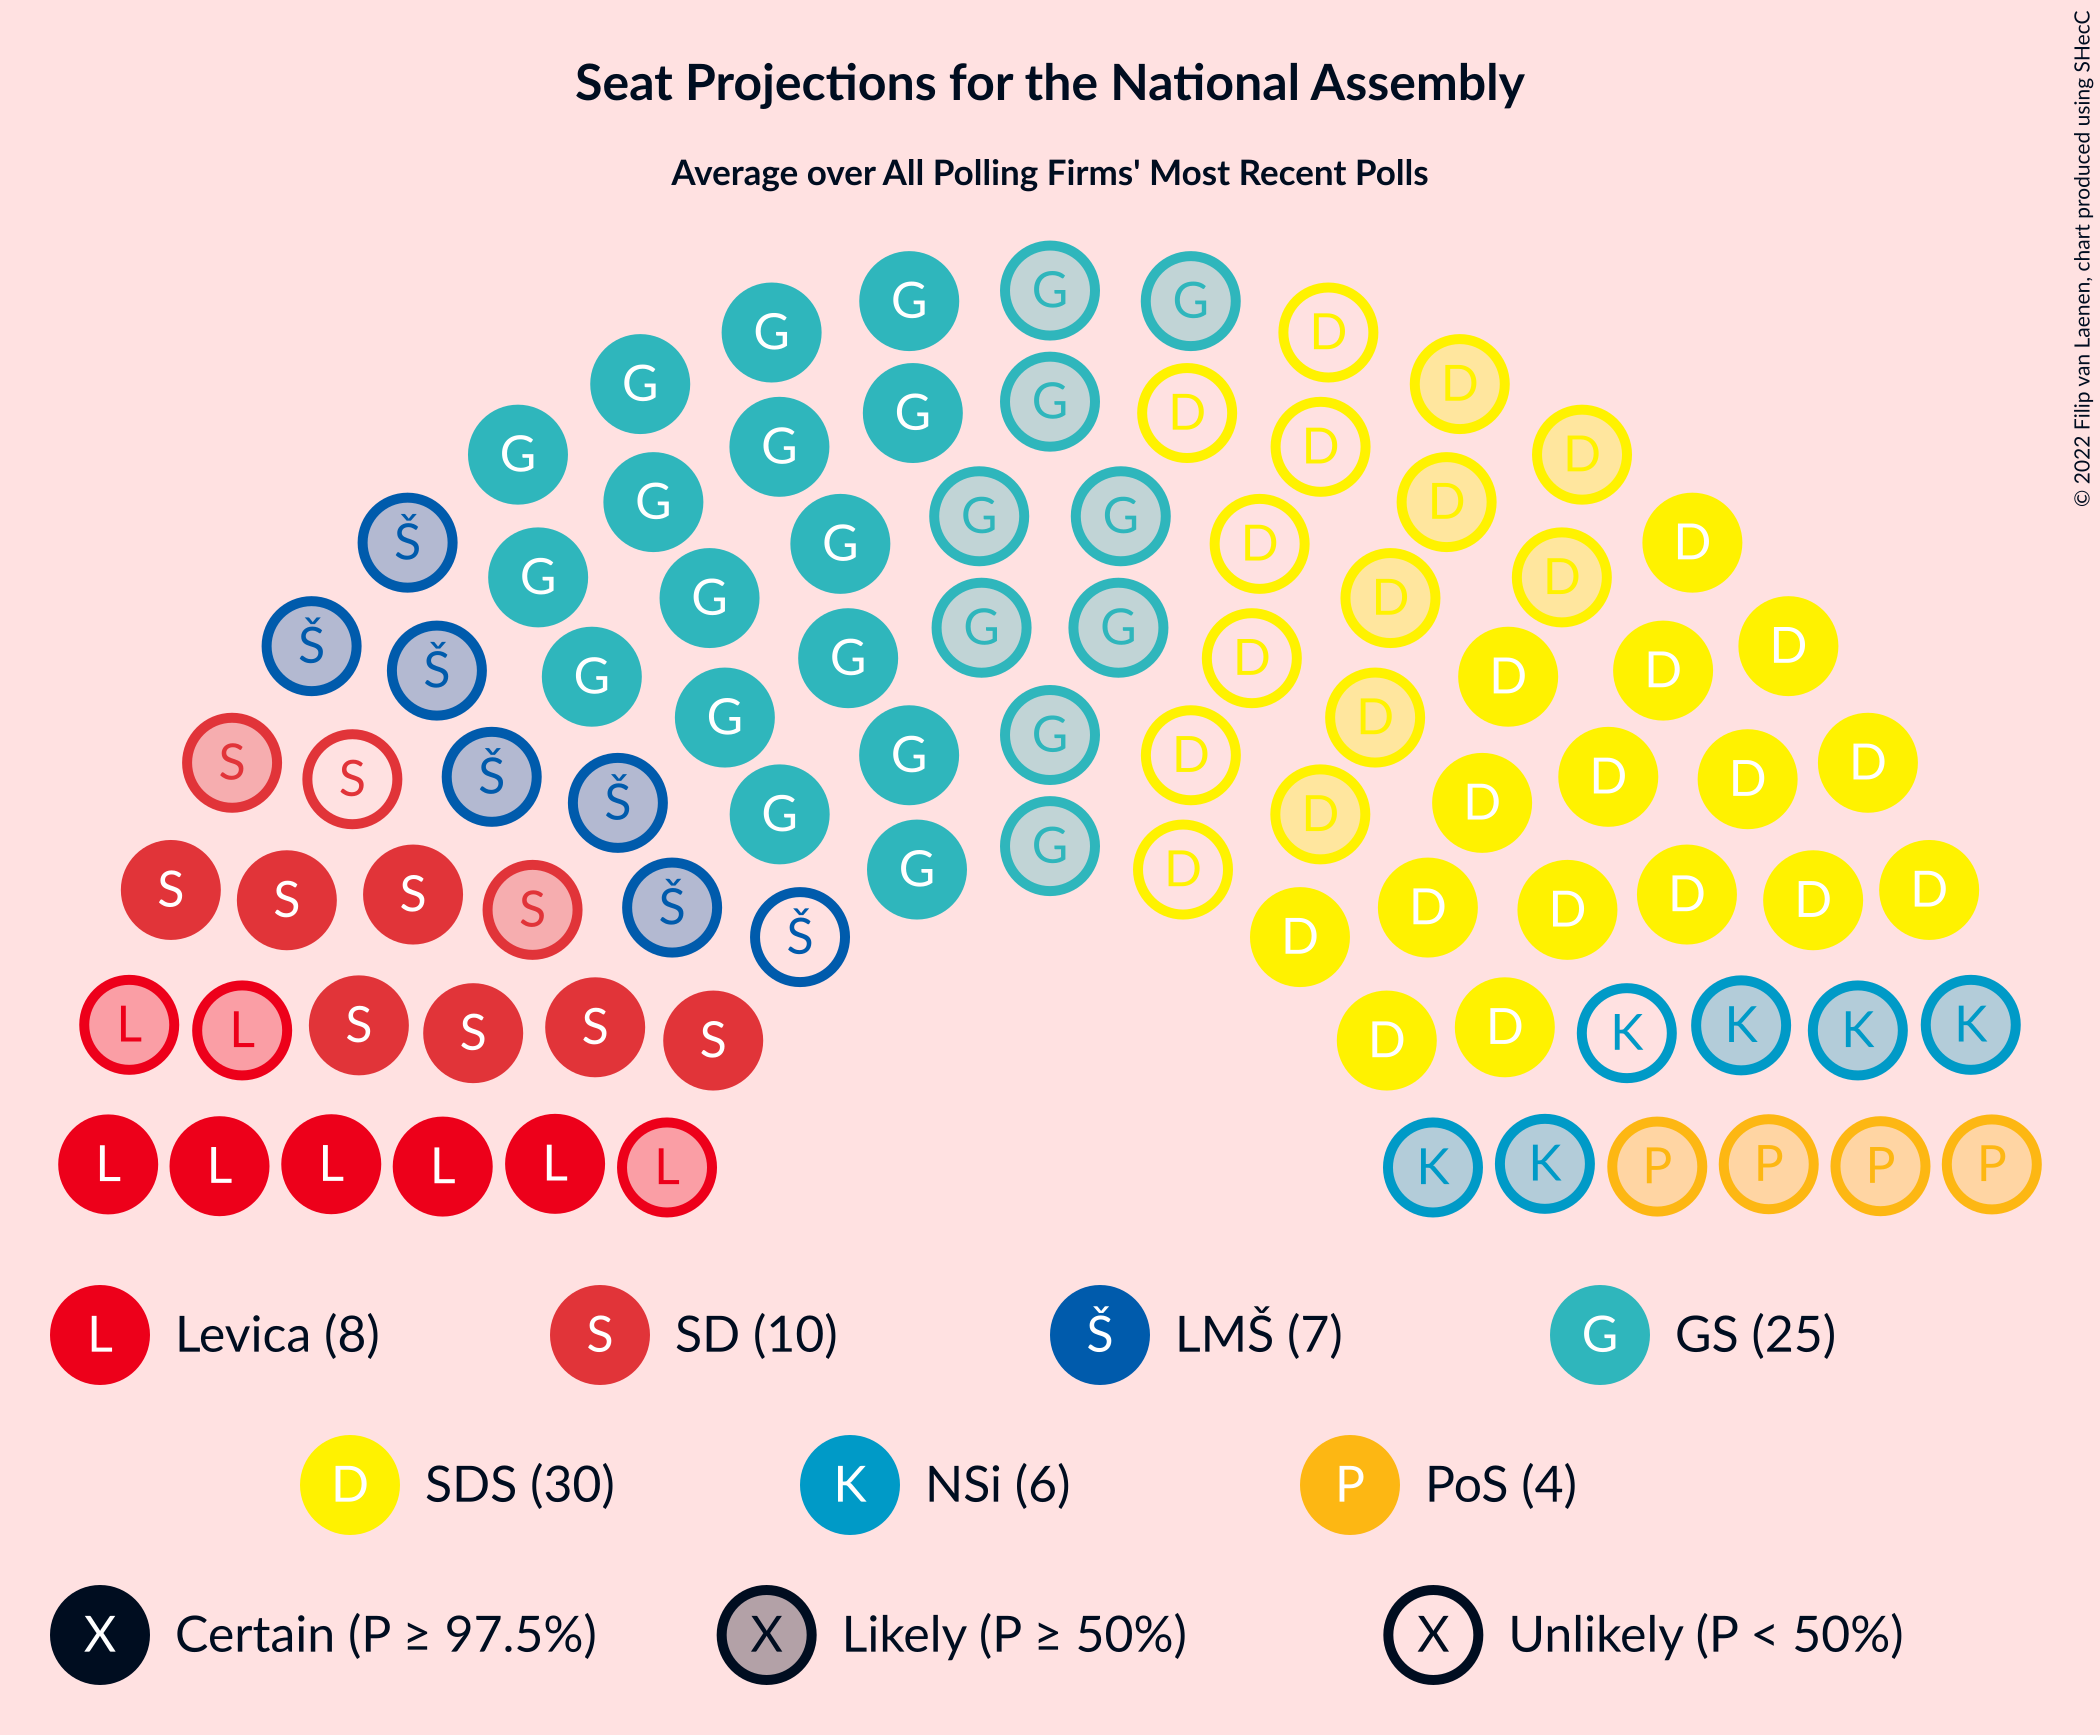 Seat Projections for the National Assembly
Average over All Polling Firms' Most Recent Polls
© 2022 Filip van Laenen, chart produced using SHecC
G G G G G
G D
G D
G G G D
G D
G D
Š G G D D
G G D D
Š G G D D
G G G D
Š G D D D
G G D
S S Š Š G G D D D D D
G G D
S S S S Š G D D D D D D
Š D
L L S S S S D D K K K K
L L L L L L K K P P P P
L Levica (8) S SD (10) Š LMŠ (7) G GS (25)
D SDS (30) K NSi (6) P PoS (4)
X Certain (P ≥ 97.5%) X Likely (P ≥ 50%) X Unlikely (P < 50%)